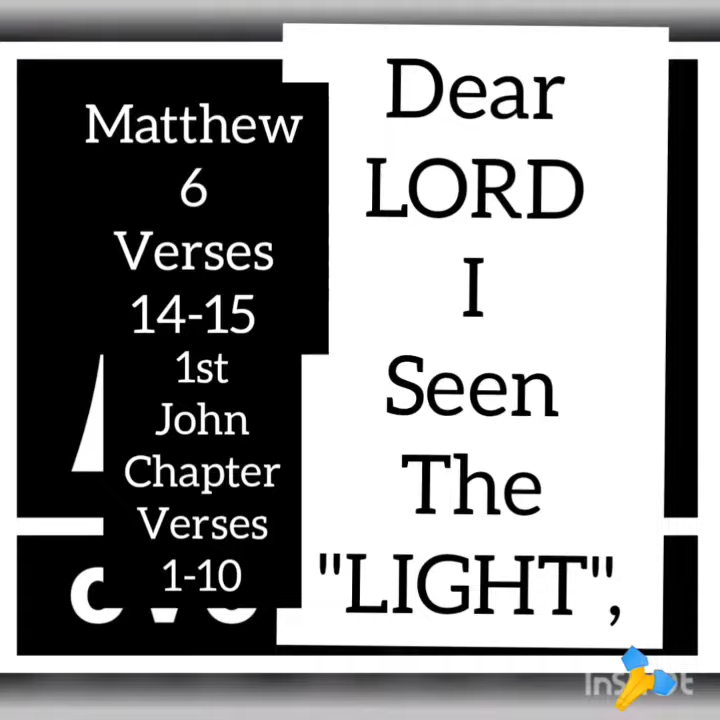 Matthew
6
Verses
14-15
1st
John
Chapter
Verses
1-10
Dear
LORD
I
Seen
The
"LIGHT",